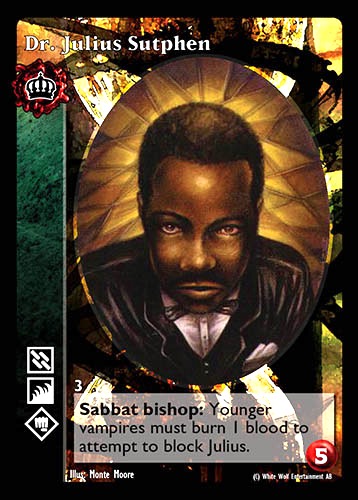 Dr. Julius Sutphen
3
Sabbat bishop: Younger
vampires must burn 1 blood to
attempt to block Julius.
5
Illus: Monte Moore
(C) White Wolf Entertainment AB